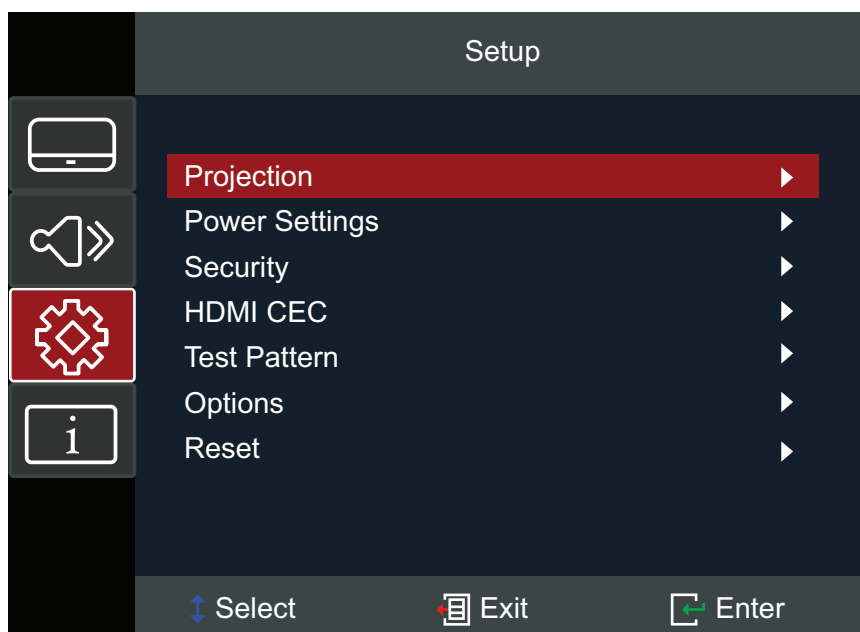 Setup
Projection
Power Settings
Security
HDMI CEC
Test Pattern
Options
Reset
i
Select Exit Enter